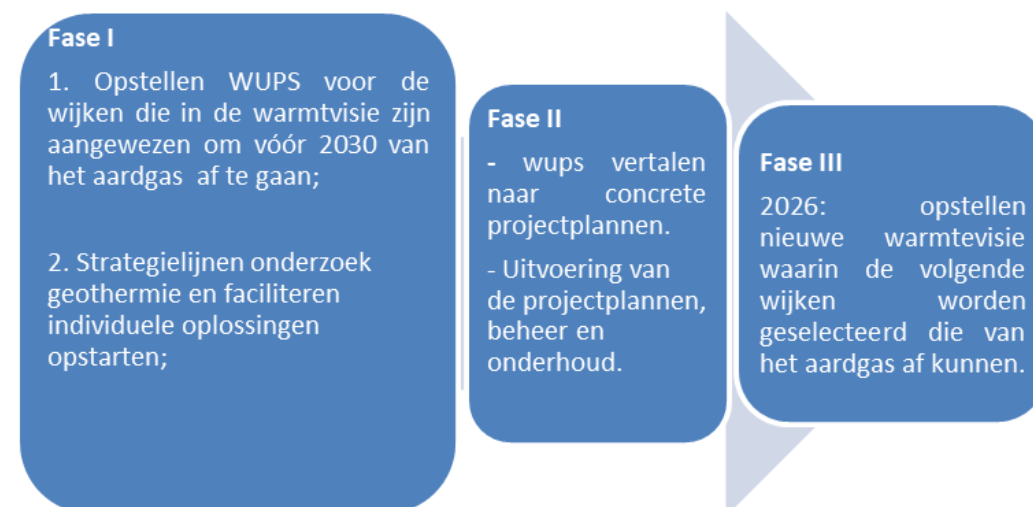 Fase I
1. Opstellen WUPS voor de
wijken die in de warmtvisie zijn
aangewezen om vóór 2030 van
het aardgas af te gaan;
2. Strategielijnen onderzoek
geothermie en faciliteren
individuele oplossingen
opstarten;
Fase II
- wups vertalen
naar concrete
projectplannen.
- Uitvoering van
de projectplannen,
beheer en
onderhoud.
Fase III
2026: opstellen
nieuwe warmtevisie
waarin de volgende
wijken worden
geselecteerd die van
het aardgas af kunnen.